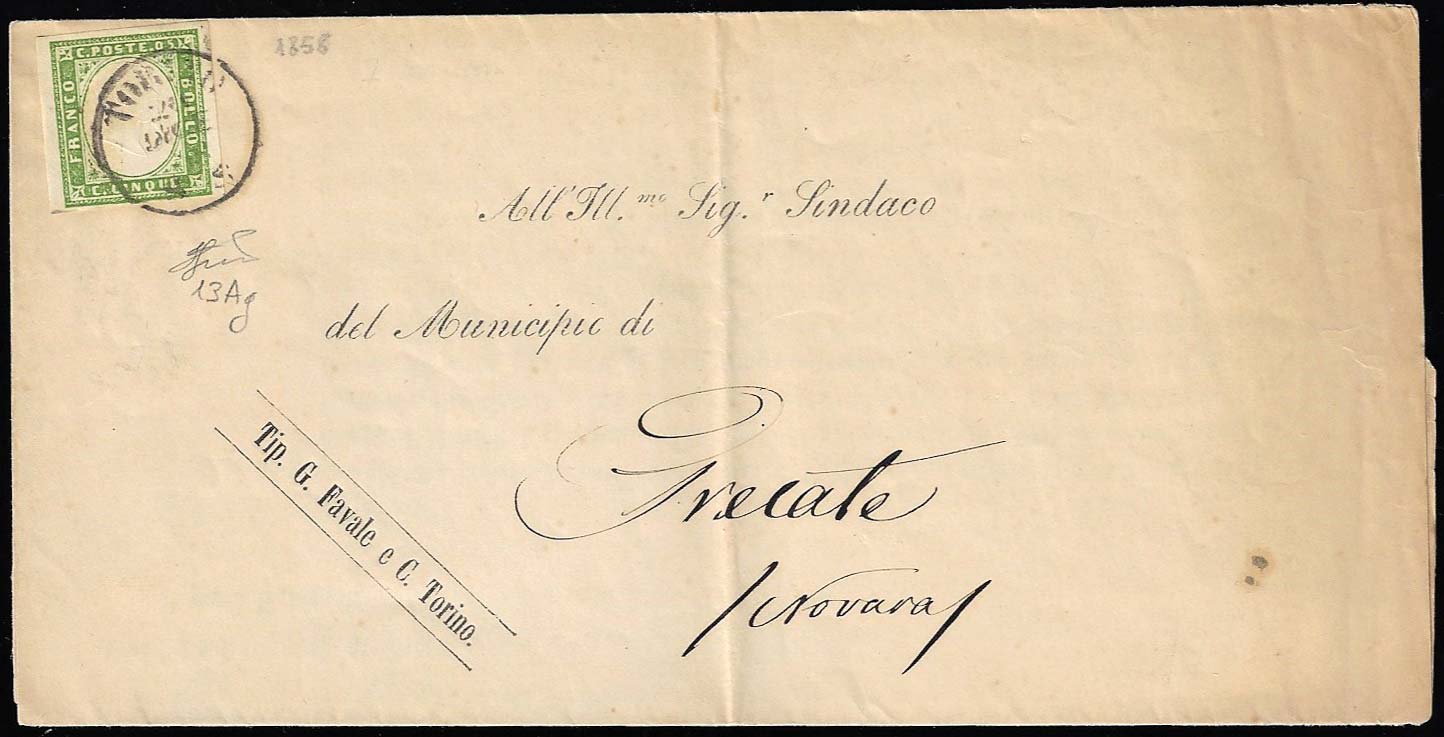 1858
C. POSTE. 05
FRANCO
BOLLO
C. CINQUE
13Ag
All'Ill.mo Sig.r Sindaco
del Municipio di
Trecate
/Novara/
Tip. G. Favale e C. Torino.